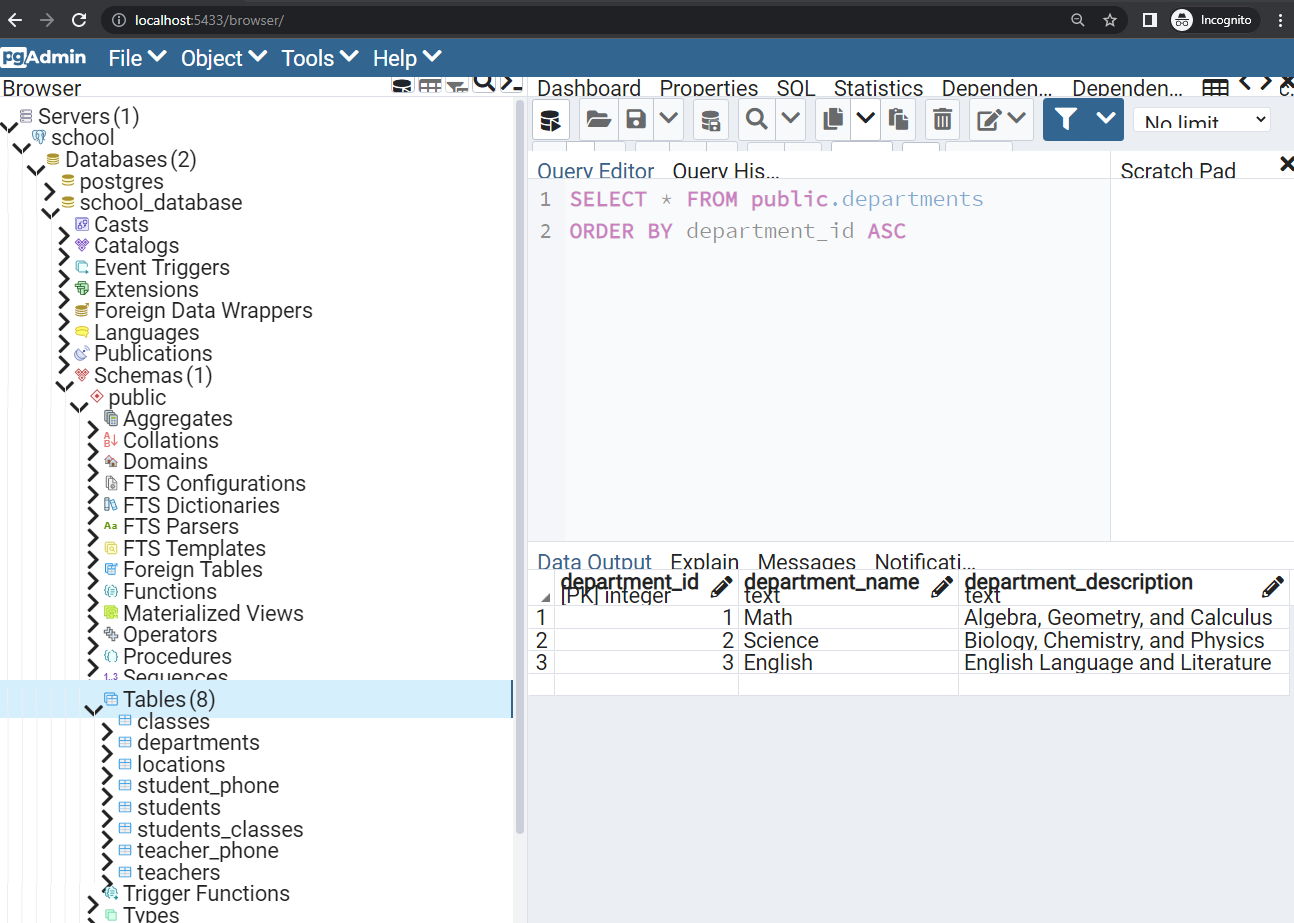 localhost:5433/browser/
Incognito
pgAdmin File Object Tools Help
Browser
Dashboard Properties SQL Statistics Dependen... Dependen...
Servers (1)
school
Databases (2)
postgres
school_database
Casts
Catalogs
Event Triggers
Extensions
Foreign Data Wrappers
Languages
Publications
Schemas (1)
public
Aggregates
Collations
Domains
FTS Configurations
FTS Dictionaries
FTS Parsers
FTS Templates
Foreign Tables
Functions
Materialized Views
Operators
Procedures
Sequences
Tables (8)
classes
departments
locations
student_phone
students
students_classes
teacher_phone
teachers
Trigger Functions
Types
No limit
Query Editor Query His...
Scratch Pad
1 SELECT * FROM public.departments
2 ORDER BY department_id ASC
Data Output Explain Messages Notificati...
department_id department_name department_description
[PK] integer text text
1 1 Math Algebra, Geometry, and Calculus
2 2 Science Biology, Chemistry, and Physics
3 3 English English Language and Literature